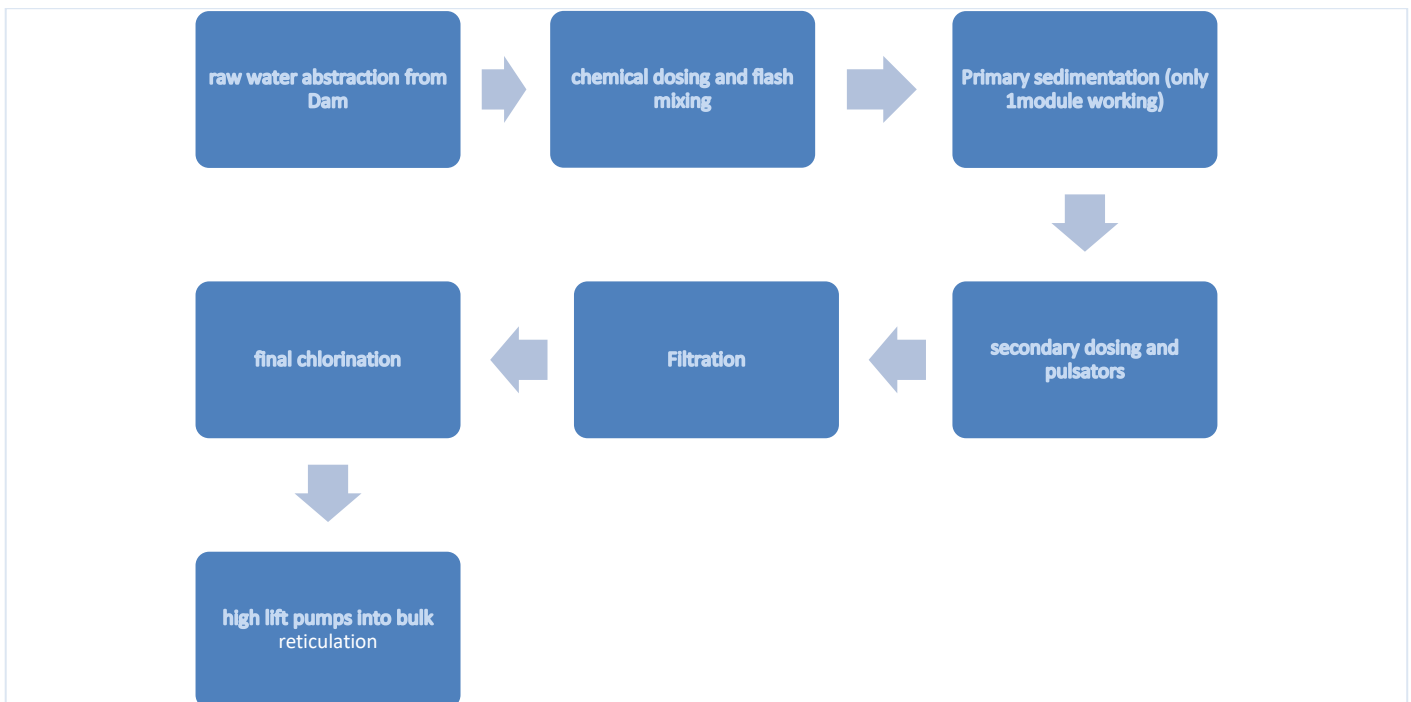 raw water abstraction from
Dam
chemical dosing and flash
mixing
Primary sedimentation (only
1module working)
secondary dosing and
pulsators
Filtration
final chlorination
high lift pumps into bulk
reticulation